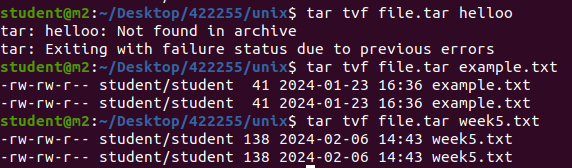 student@m2:~/Desktop/422255/unix$ tar tvf file.tar helloo
tar: helloo: Not found in archive
tar: Exiting with failure status due to previous errors
student@m2:~/Desktop/422255/unix$ tar tvf file.tar example.txt
-rw-rw-r-- student/student  41 2024-01-23 16:36 example.txt
-rw-rw-r-- student/student  41 2024-01-23 16:36 example.txt
student@m2:~/Desktop/422255/unix$ tar tvf file.tar week5.txt
-rw-rw-r-- student/student 138 2024-02-06 14:43 week5.txt
-rw-rw-r-- student/student 138 2024-02-06 14:43 week5.txt